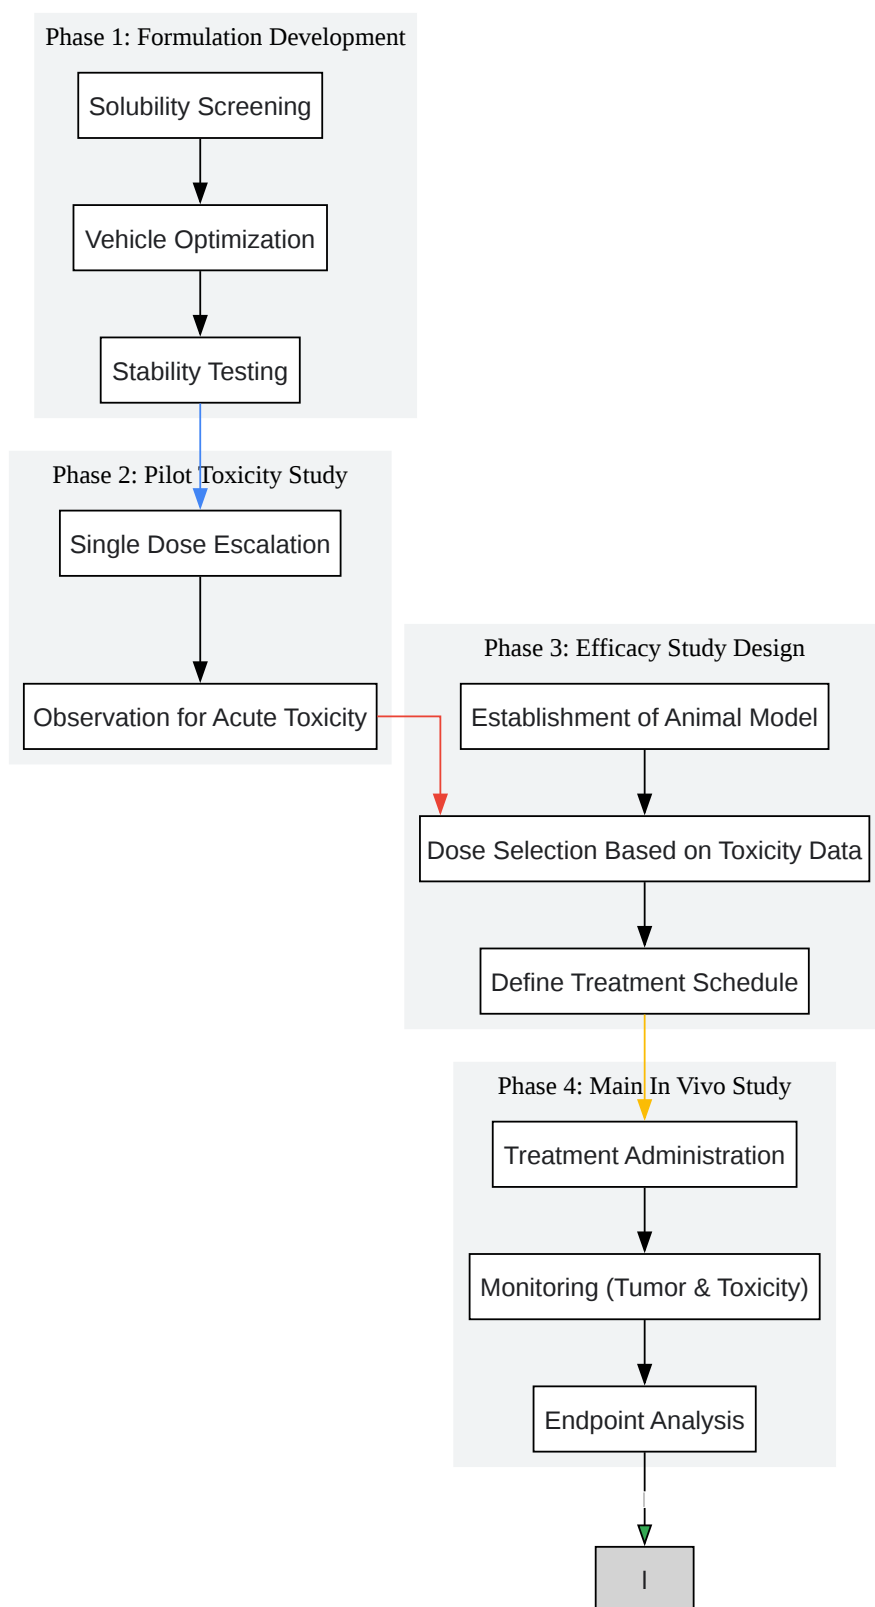 Phase 1: Formulation Development
Solubility Screening
Vehicle Optimization
Stability Testing
Phase 2: Pilot Toxicity Study
Single Dose Escalation
Observation for Acute Toxicity
Phase 3: Efficacy Study Design
Establishment of Animal Model
Dose Selection Based on Toxicity Data
Define Treatment Schedule
Phase 4: Main In Vivo Study
Treatment Administration
Monitoring (Tumor & Toxicity)
Endpoint Analysis
I